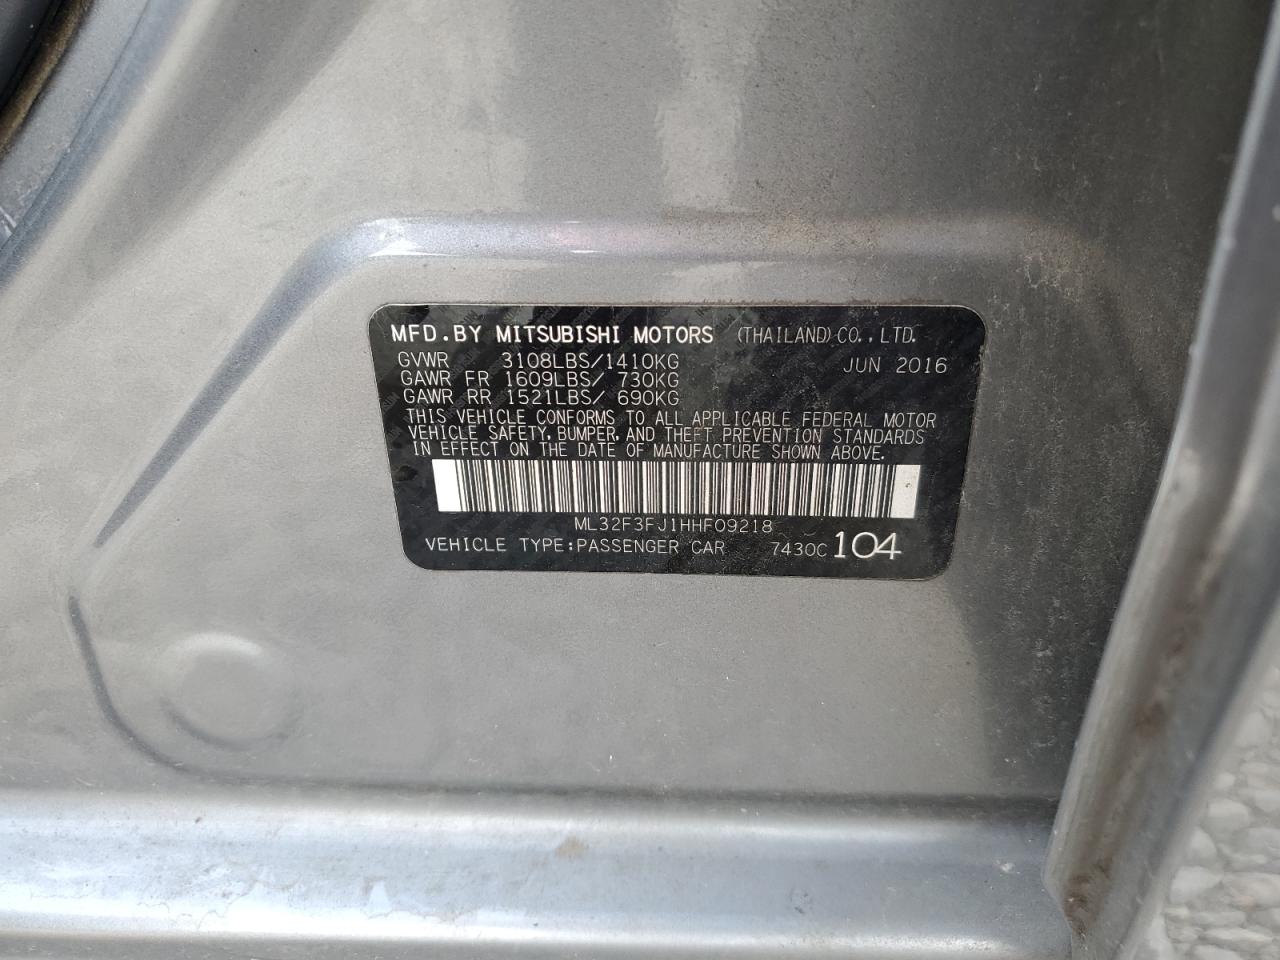 MFD.BY MITSUBISHI MOTORS (THAILAND)CO.,LTD.
GVWR 3108LBS/1410KG JUN 2016
GAWR FR 1609LBS/ 730KG
GAWR RR 1521LBS/ 690KG
THIS VEHICLE CONFORMS TO ALL APPLICABLE FEDERAL MOTOR
VEHICLE SAFETY, BUMPER, AND THEFT PREVENTION STANDARDS
IN EFFECT ON THE DATE OF MANUFACTURE SHOWN ABOVE.
ML32F3FJ1HHF09218
VEHICLE TYPE:PASSENGER CAR 7430C 104